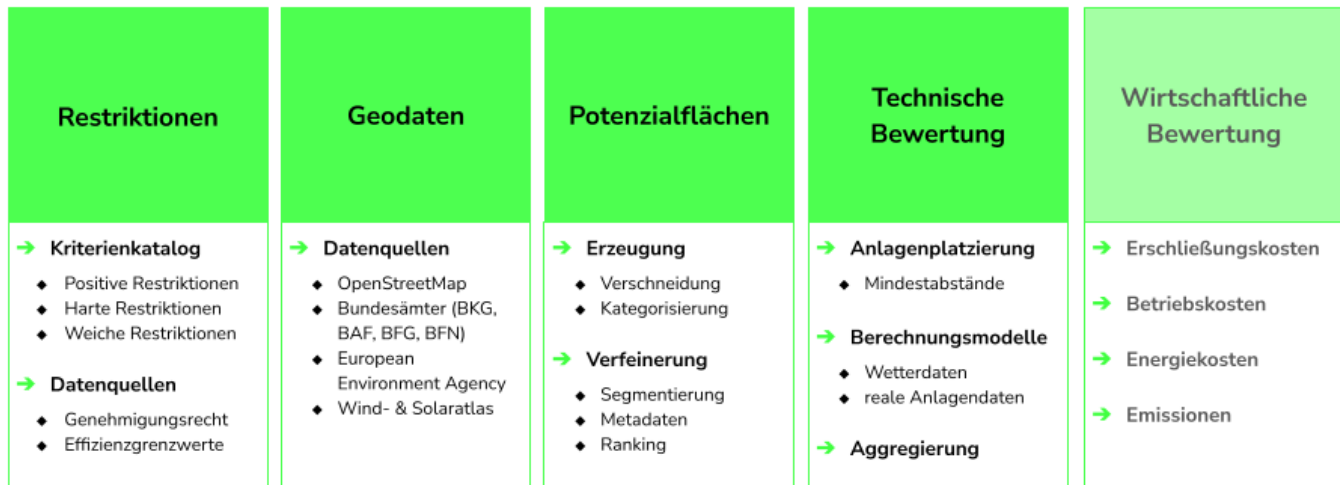 Restriktionen
Kriterienkatalog
Positive Restriktionen
Harte Restriktionen
Weiche Restriktionen
Datenquellen
Genehmigungsrecht
Effizienzgrenzwerte
Geodaten
Datenquellen
OpenStreetMap
Bundesämter (BKG,
BAF, BFG, BFN)
European
Environment Agency
Wind- & Solaratlas
Potenzialflächen
Erzeugung
Verschneidung
Kategorisierung
Verfeinerung
Segmentierung
Metadaten
Ranking
Technische
Bewertung
Anlagenplatzierung
Mindestabstände
Berechnungsmodelle
Wetterdaten
reale Anlagendaten
Aggregierung
Wirtschaftliche
Bewertung
Erschließungskosten
Betriebskosten
Energiekosten
Emissionen